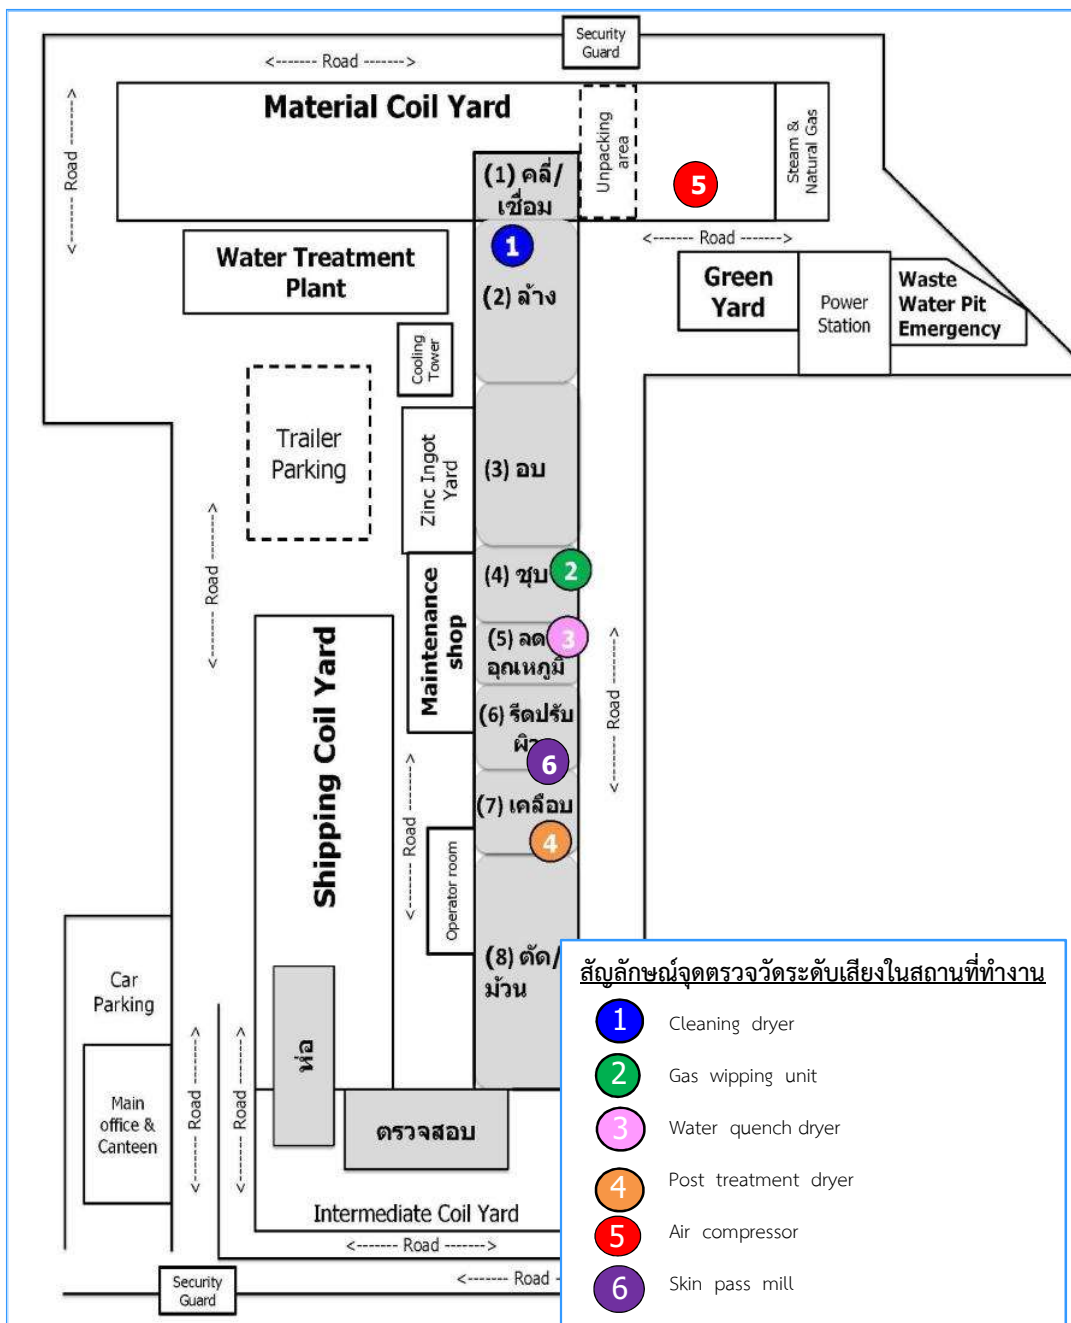 Security
Guard
<------- Road ------->
Material Coil Yard
<------- Road ------->
Unpacking
area
Steam &
Natural Gas
(1) คลี่/
เชื่อม
5
1
<------- Road ------->
Water Treatment
Plant
(2) ล้าง
Green
Yard
Power
Station
Waste
Water Pit
Emergency
Cooling
Tower
Trailer
Parking
Zinc Ingot
Yard
(3) อบ
<------- Road ------->
(4) ชุบ
2
Maintenance
shop
(5) ลด
3
อุณหภูมิ
Shipping Coil Yard
(6) รีดปรับ
6
<------- Road ------->
<------- Road ------->
(7) เคลือบ
4
Operator room
(8) ตัด/
ม้วน
Car
Parking
Main
office &
Canteen
<------- Road ------->
<------- Road ------->
ห่อ
ตรวจสอบ
Intermediate Coil Yard
<------- Road ------->
<------- Road
Security
Guard
สัญลักษณ์จุดตรวจวัดระดับเสียงในสถานที่ทำงาน
1 Cleaning dryer
2 Gas wipping unit
3 Water quench dryer
4 Post treatment dryer
5 Air compressor
6 Skin pass mill